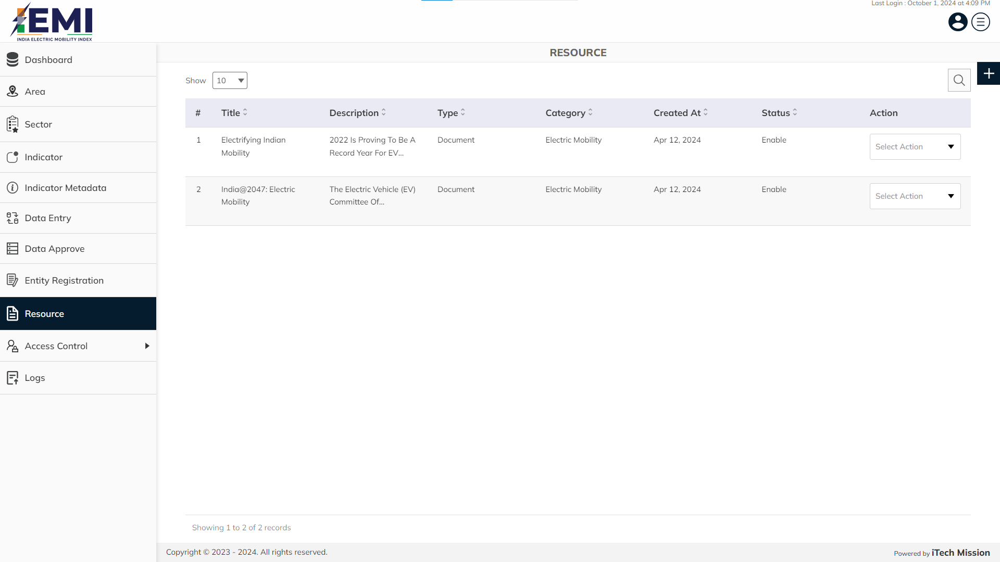 Last Login : October 1, 2024 at 4:09 PM
EMI
INDIA ELECTRIC MOBILITY INDEX
Dashboard
Area
Sector
Indicator
Indicator Metadata
Data Entry
Data Approve
Entity Registration
Resource
Access Control
Logs
RESOURCE
Show 10
# Title Description Type Category Created At Status Action
1 Electrifying Indian 2022 Is Proving To Be A Document Electric Mobility Apr 12, 2024 Enable Select Action
Mobility Record Year For EV...
2 India@2047: Electric The Electric Vehicle (EV) Document Electric Mobility Apr 12, 2024 Enable Select Action
Mobility Committee Of...
Showing 1 to 2 of 2 records
Copyright © 2023 - 2024. All rights reserved. Powered by iTech Mission